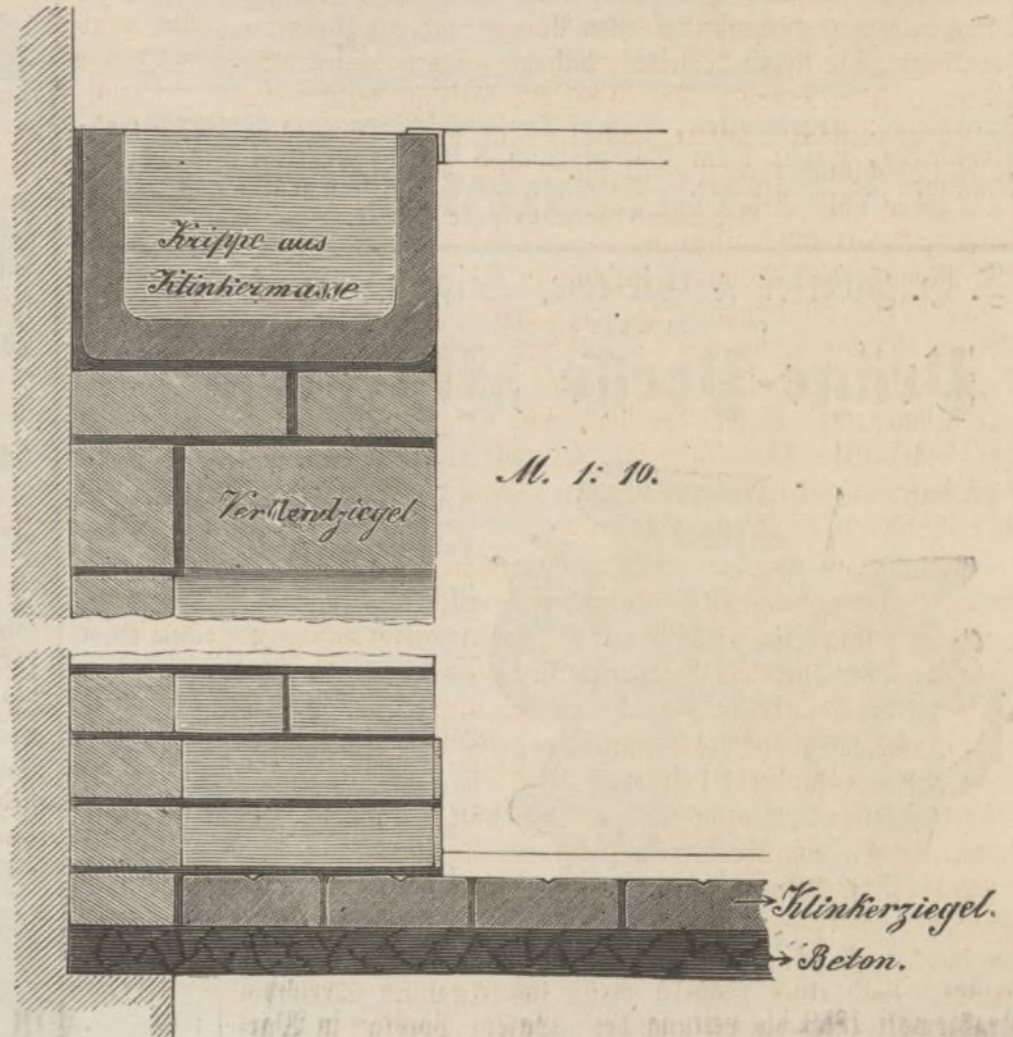 Krippe aus
Klinkermasse
M. 1: 10.
Verblendziegel
Klinkerziegel.
Beton.